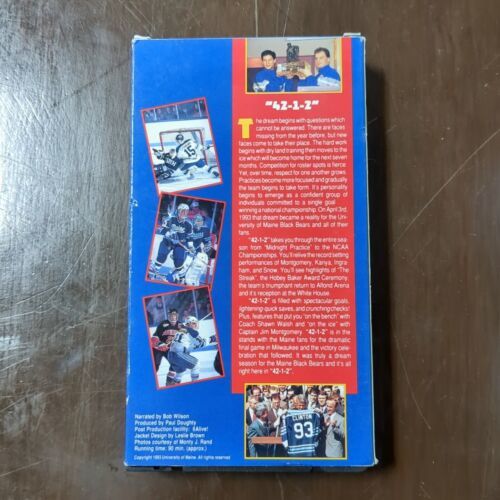 "42-1-2"
The dream begins with questions which
cannot be answered. There are faces
missing from the year before, but new
faces come to take their place. The hard work
begins with dry land training then moves to the
ice which will become home for the next seven
months. Competition for roster spots is fierce.
Yet, over time, respect for one another grows.
Practices become more focused and gradually
the team begins to take form. It's personality
begins to emerge as a confident group of
individuals committed to a single goal ...
winning a national championship. On April 3rd,
1993 that dream became a reality for the Uni-
versity of Maine Black Bears and all of their
fans.
"42-1-2" takes you through the entire sea-
son from "Midnight Practice" to the NCAA
Championships. You'll relive the record setting
performances of Montgomery, Kariya, Ingra-
ham, and Snow. You'll see highlights of "The
Streak", the Hobey Baker Award Ceremony,
the team's triumphant return to Alfond Arena
and it's reception at the White House.
"42-1-2" is filled with spectacular goals,
lightening-quick saves, and crunching checks!
Plus, features that put you "on the bench" with
Coach Shawn Walsh and "on the ice" with
Captain Jim Montgomery. "42-1-2" is in the
stands with the Maine fans for the dramatic
final game in Milwaukee and the victory cele-
bration that followed. It was truly a dream
season for the Maine Black Bears and it's all
right here in "42-1-2".
15
CLINTON
93
Narrated by Bob Wilson
Produced by Paul Doughty
Post Production facility: 6Alive!
Jacket Design by Leslie Brown
Photos courtesy of Monty J. Rand
Running time: 90 min. (approx.)
Copyright 1993 University of Maine. All rights reserved.